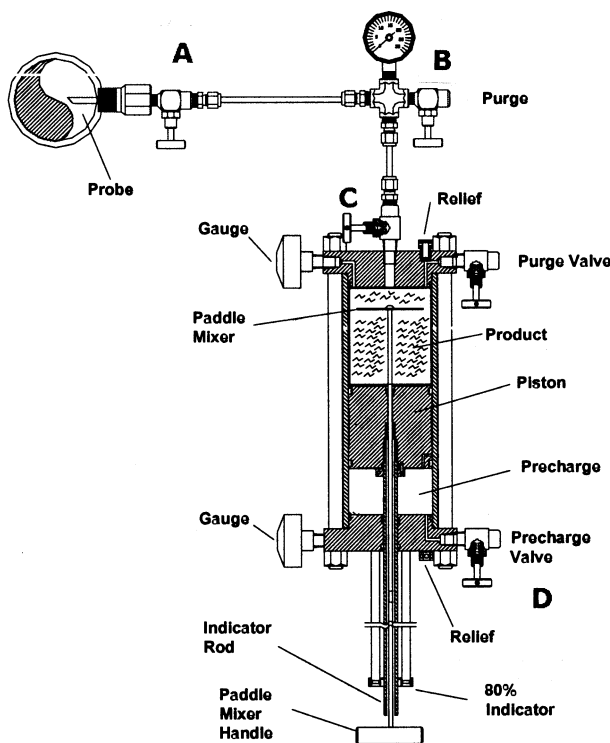 A
B
Purge
Probe
C
Relief
Gauge
Purge Valve
Paddle
Mixer
Product
Piston
Precharge
Gauge
Precharge
Valve
D
Relief
Indicator
Rod
80%
Indicator
Paddle
Mixer
Handle